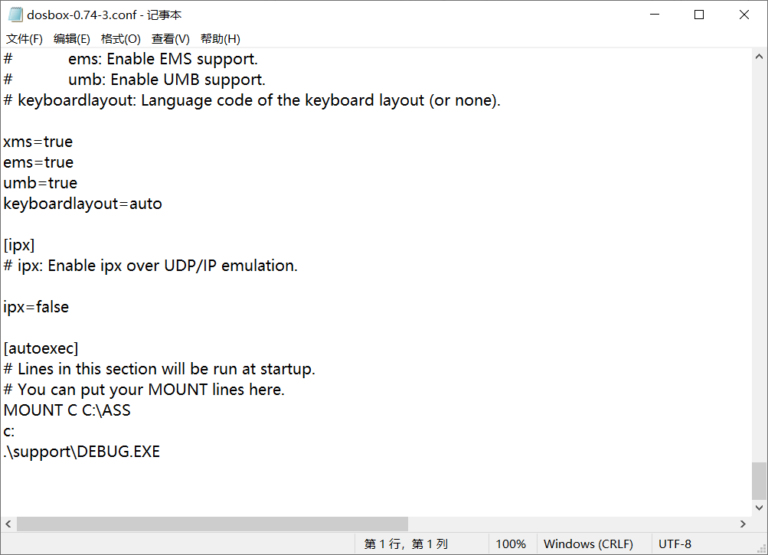 dosbox-0.74-3.conf - 记事本
文件(F) 编辑(E) 格式(O) 查看(V) 帮助(H)
#            ems: Enable EMS support.
#            umb: Enable UMB support.
# keyboardlayout: Language code of the keyboard layout (or none).
xms=true
ems=true
umb=true
keyboardlayout=auto
[ipx]
# ipx: Enable ipx over UDP/IP emulation.
ipx=false
[autoexec]
# Lines in this section will be run at startup.
# You can put your MOUNT lines here.
MOUNT C C:\ASS
c:
.\support\DEBUG.EXE
第 1 行，第 1 列 100% Windows (CRLF) UTF-8